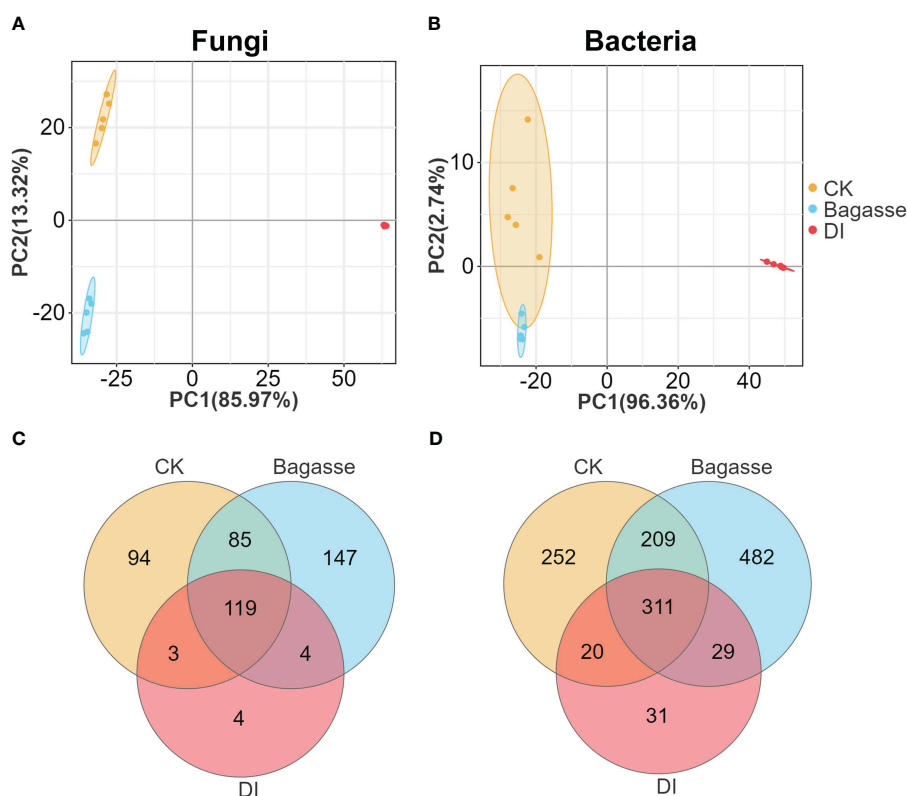 A
Fungi
20
0
-20
PC2(13.32%)
-25
0
25
50
PC1(85.97%)
B
Bacteria
10
0
PC2(2.74%)
-20
0
20
40
PC1(96.36%)
CK
Bagasse
DI
C
CK
Bagasse
94
85
147
119
3
4
4
DI
D
CK
Bagasse
252
209
482
311
20
29
31
DI